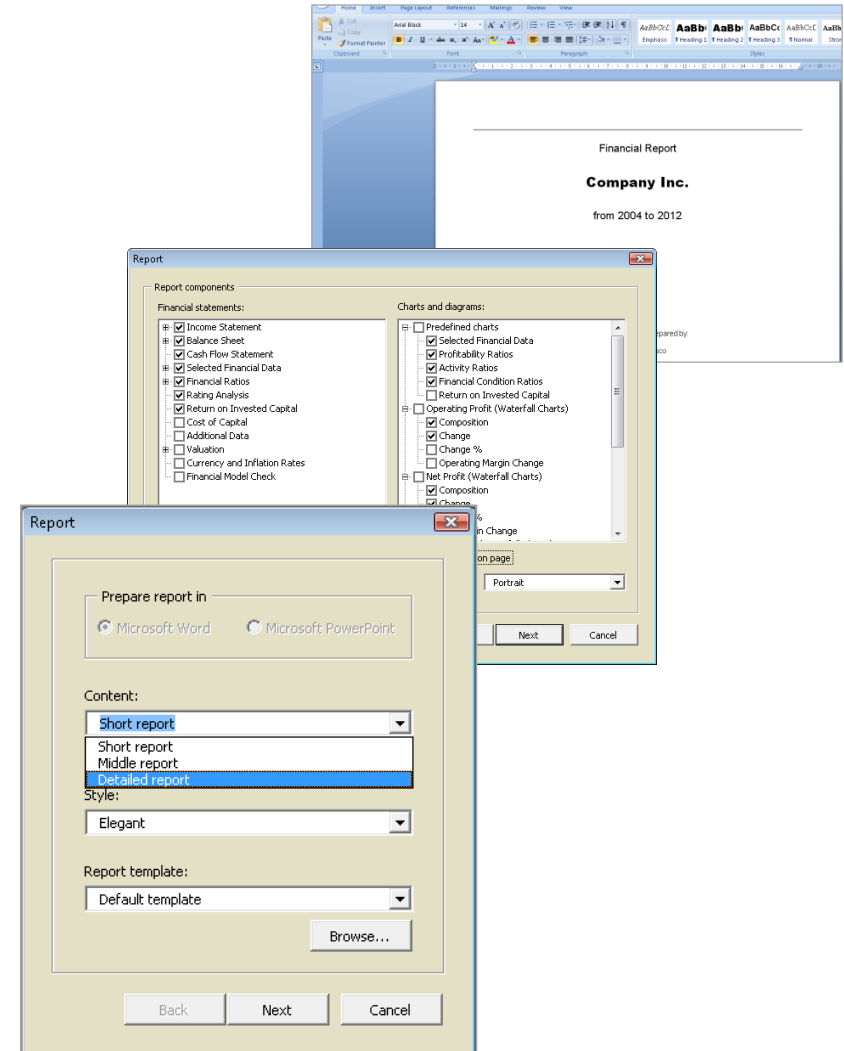 Home Insert Page Layout References Mailings Review View
Cut
Copy
Format Painter
Paste
Clipboard
Arial Black
14
Font
Paragraph
AaBbCcL AaBb AaBb AaBbCc AaBbCcL AaBb
Emphasis ¶ Heading 1 ¶ Heading 2 ¶ Heading 3 ¶ Normal Stro
Styles
Financial Report
Company Inc.
from 2004 to 2012
epared by:
sco
Report
Report components
Financial statements:
Income Statement
Balance Sheet
Cash Flow Statement
Selected Financial Data
Financial Ratios
Rating Analysis
Return on Invested Capital
Cost of Capital
Additional Data
Valuation
Currency and Inflation Rates
Financial Model Check
Charts and diagrams:
Predefined charts
Selected Financial Data
Profitability Ratios
Activity Ratios
Financial Condition Ratios
Return on Invested Capital
Operating Profit (Waterfall Charts)
Composition
Change
Change %
Operating Margin Change
Net Profit (Waterfall Charts)
Composition
Change
%
in Change
on page
Portrait
Next Cancel
Report
Prepare report in
Microsoft Word Microsoft PowerPoint
Content:
Short report
Short report
Middle report
Detailed report
Style:
Elegant
Report template:
Default template
Browse...
Back Next Cancel